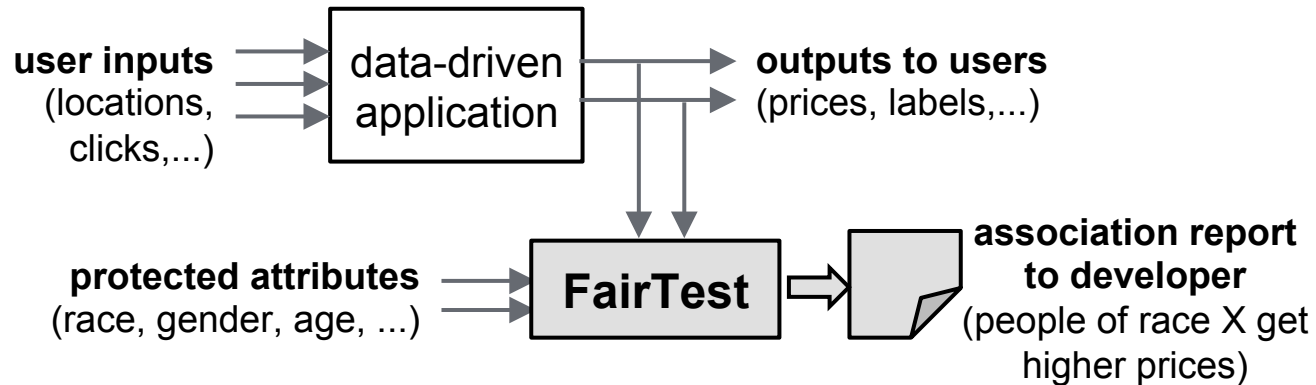 user inputs
(locations,
clicks,...)
data-driven
application
outputs to users
(prices, labels,...)
protected attributes
(race, gender, age, ...)
FairTest
association report
to developer
(people of race X get
higher prices)